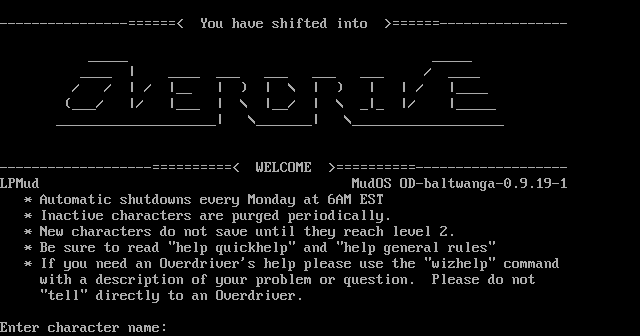 You have shifted into
OVERDRIVE
WELCOME
LPMud MudOS OD-baltwanga-0.9.19-1
* Automatic shutdowns every Monday at 6AM EST
* Inactive characters are purged periodically.
* New characters do not save until they reach level 2.
* Be sure to read "help quickhelp" and "help general rules"
* If you need an Overdriver's help please use the "wizhelp" command
with a description of your problem or question.  Please do not
"tell" directly to an Overdriver.
Enter character name: